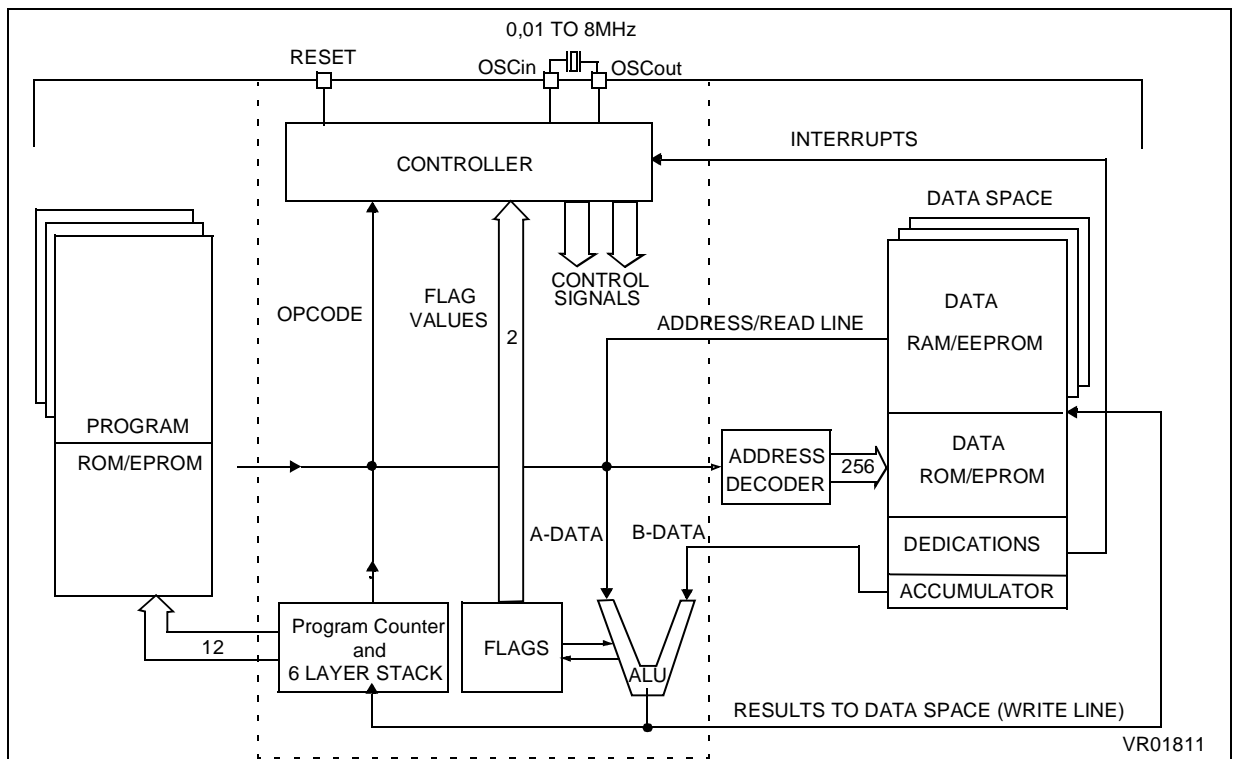 0,01 TO 8MHz
RESET
OSCin
OSCout
INTERRUPTS
CONTROLLER
DATA SPACE
CONTROL
SIGNALS
OPCODE
FLAG
VALUES
2
ADDRESS/READ LINE
DATA
RAM/EEPROM
PROGRAM
ROM/EPROM
ADDRESS
DECODER
256
DATA
ROM/EPROM
A-DATA
B-DATA
DEDICATIONS
ACCUMULATOR
12
Program Counter
and
6 LAYER STACK
FLAGS
ALU
RESULTS TO DATA SPACE (WRITE LINE)
VR01811